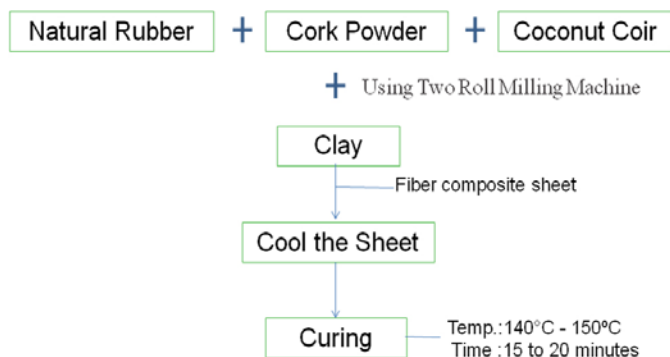 Natural Rubber + Cork Powder + Coconut Coir
+ Using Two Roll Milling Machine
Clay
Fiber composite sheet
Cool the Sheet
Curing
Temp.:140°C - 150ºC
Time :15 to 20 minutes